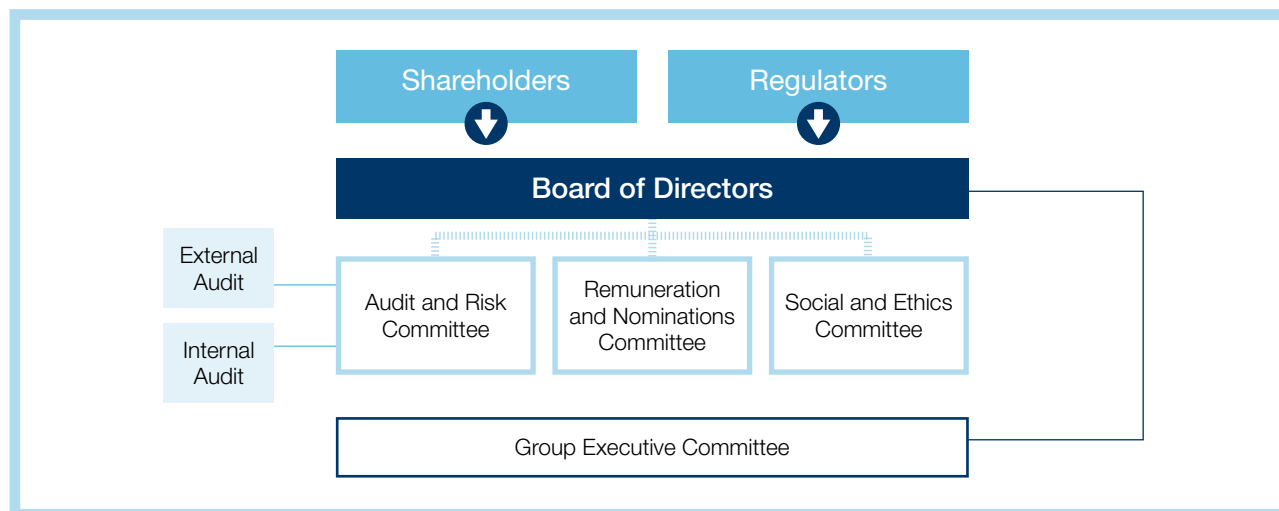 Shareholders
Regulators
Board of Directors
External
Audit
Internal
Audit
Audit and Risk
Committee
Remuneration
and Nominations
Committee
Social and Ethics
Committee
Group Executive Committee